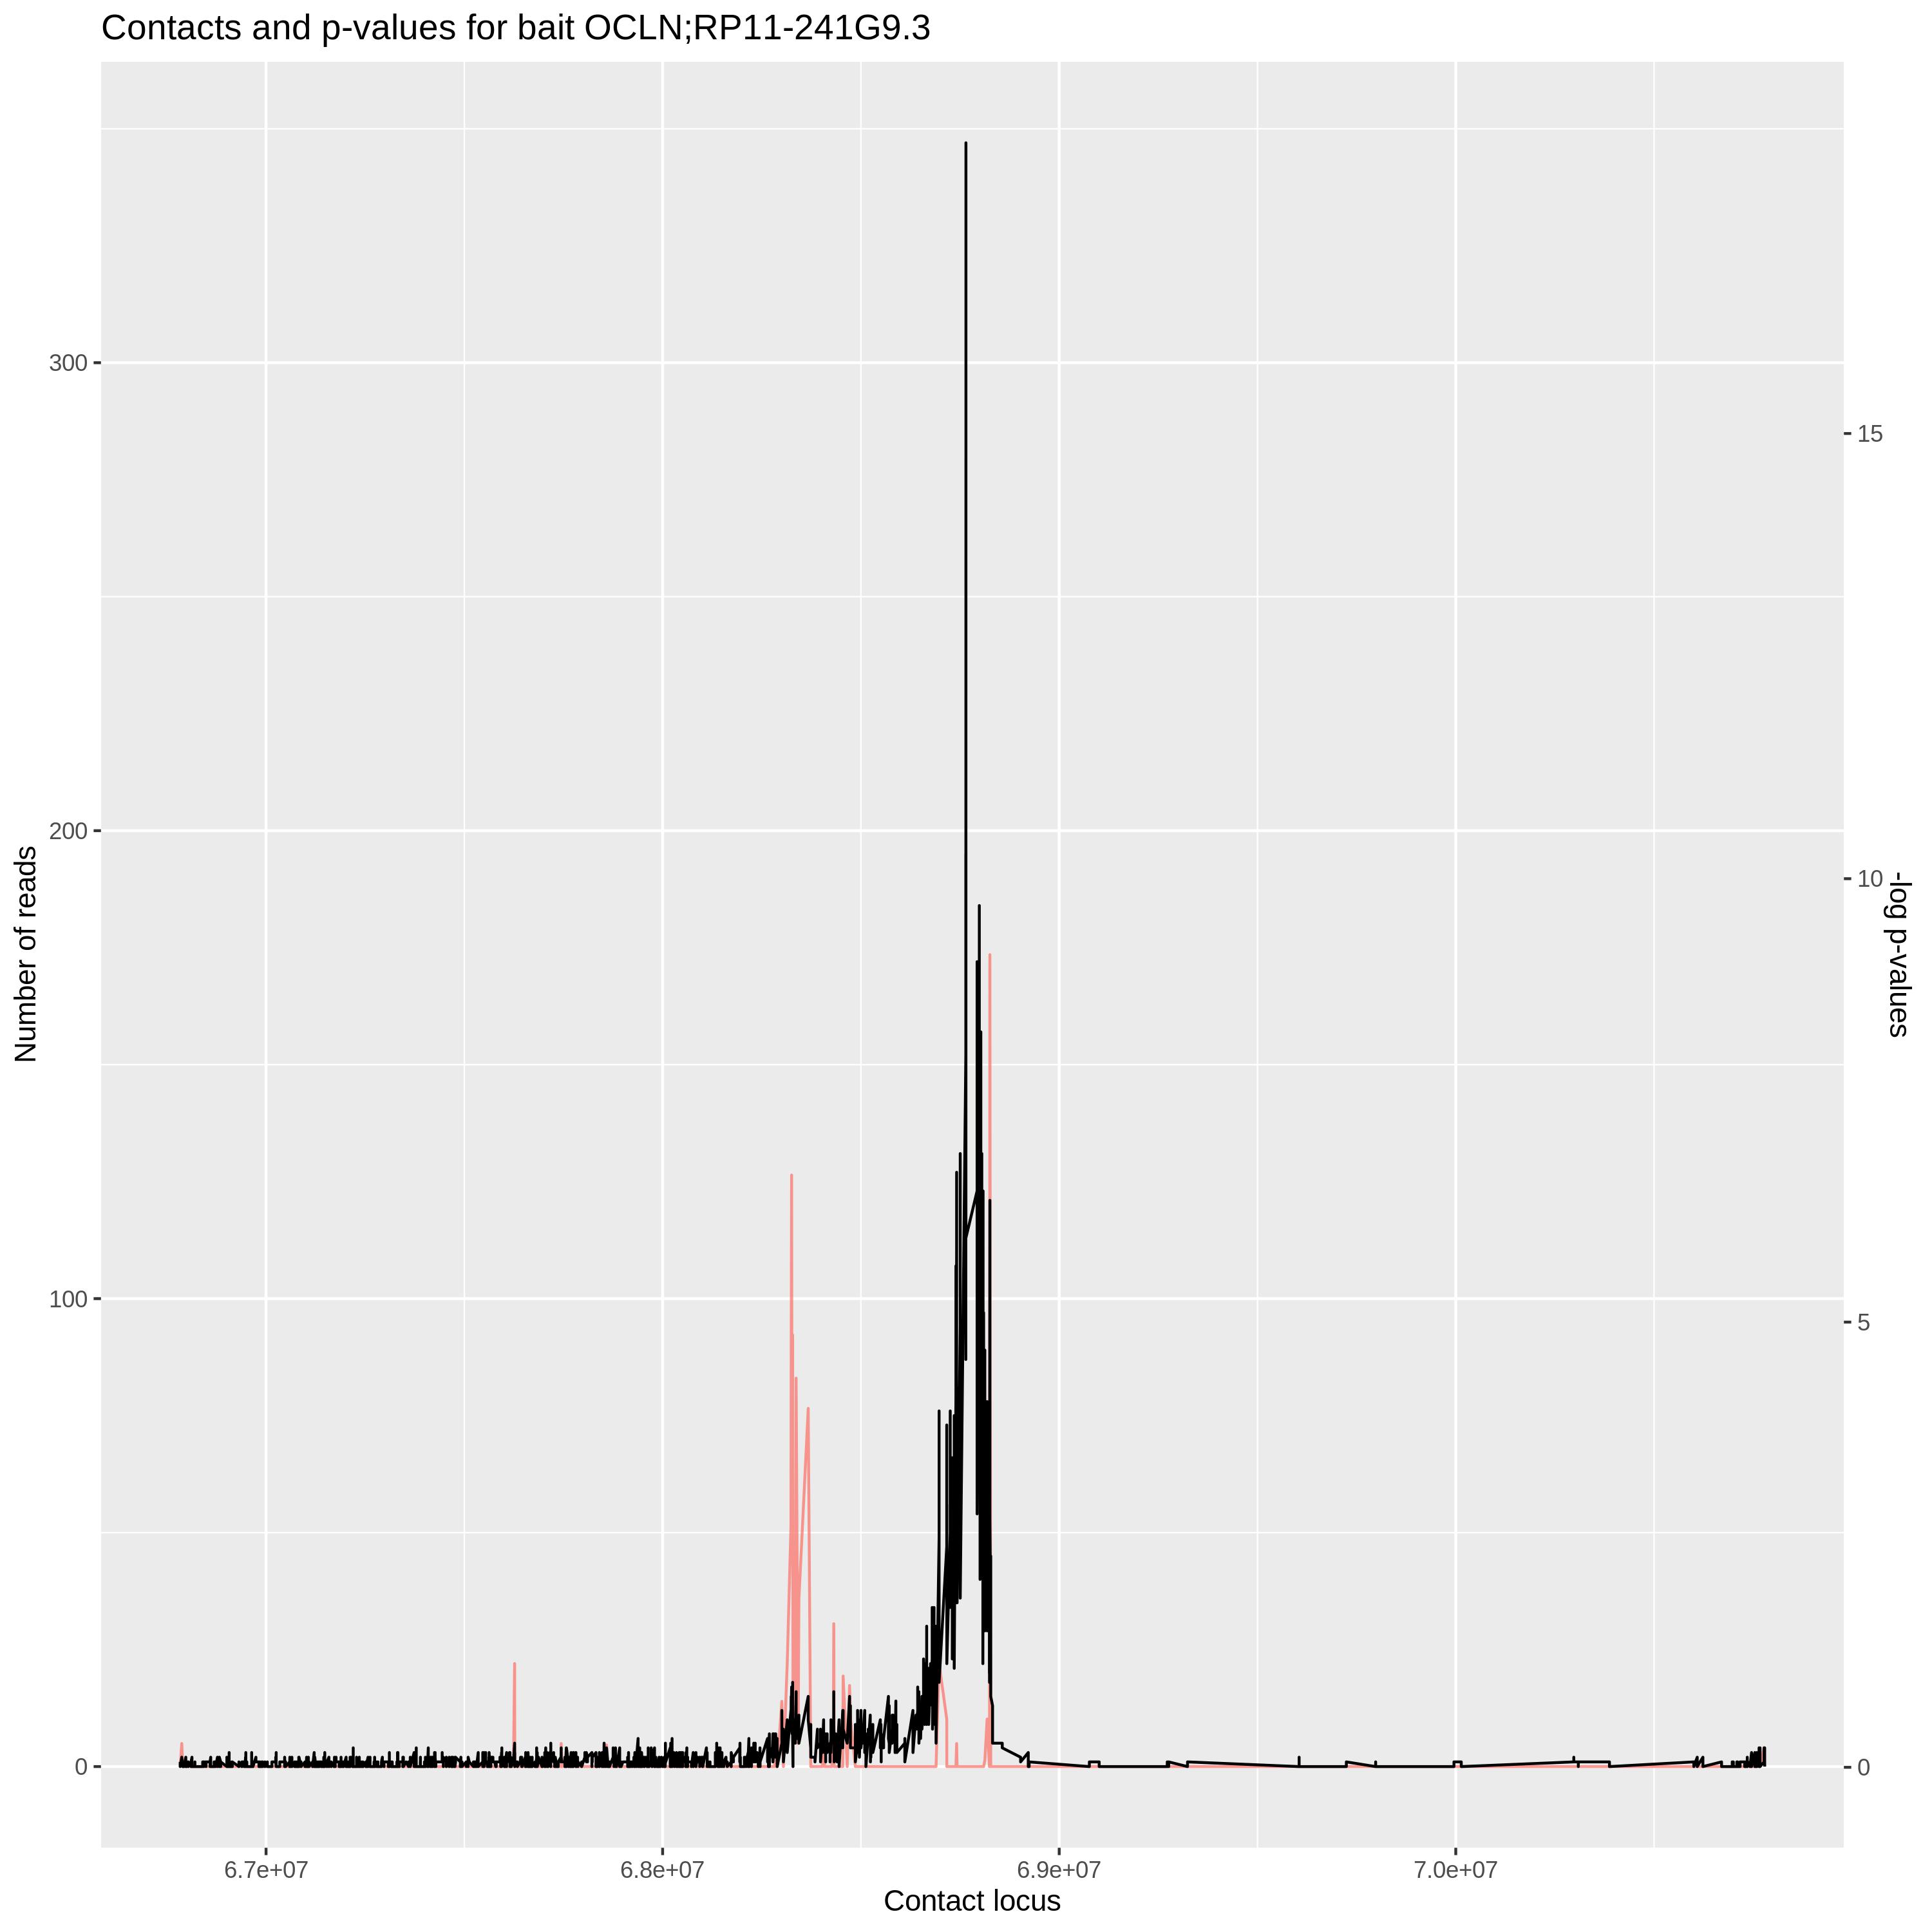 Contacts and p-values for bait OCLN;RP11-241G9.3
300
200
100
0
Number of reads
15
10
5
0
-log p-values
6.7e+07
6.8e+07
6.9e+07
7.0e+07
Contact locus